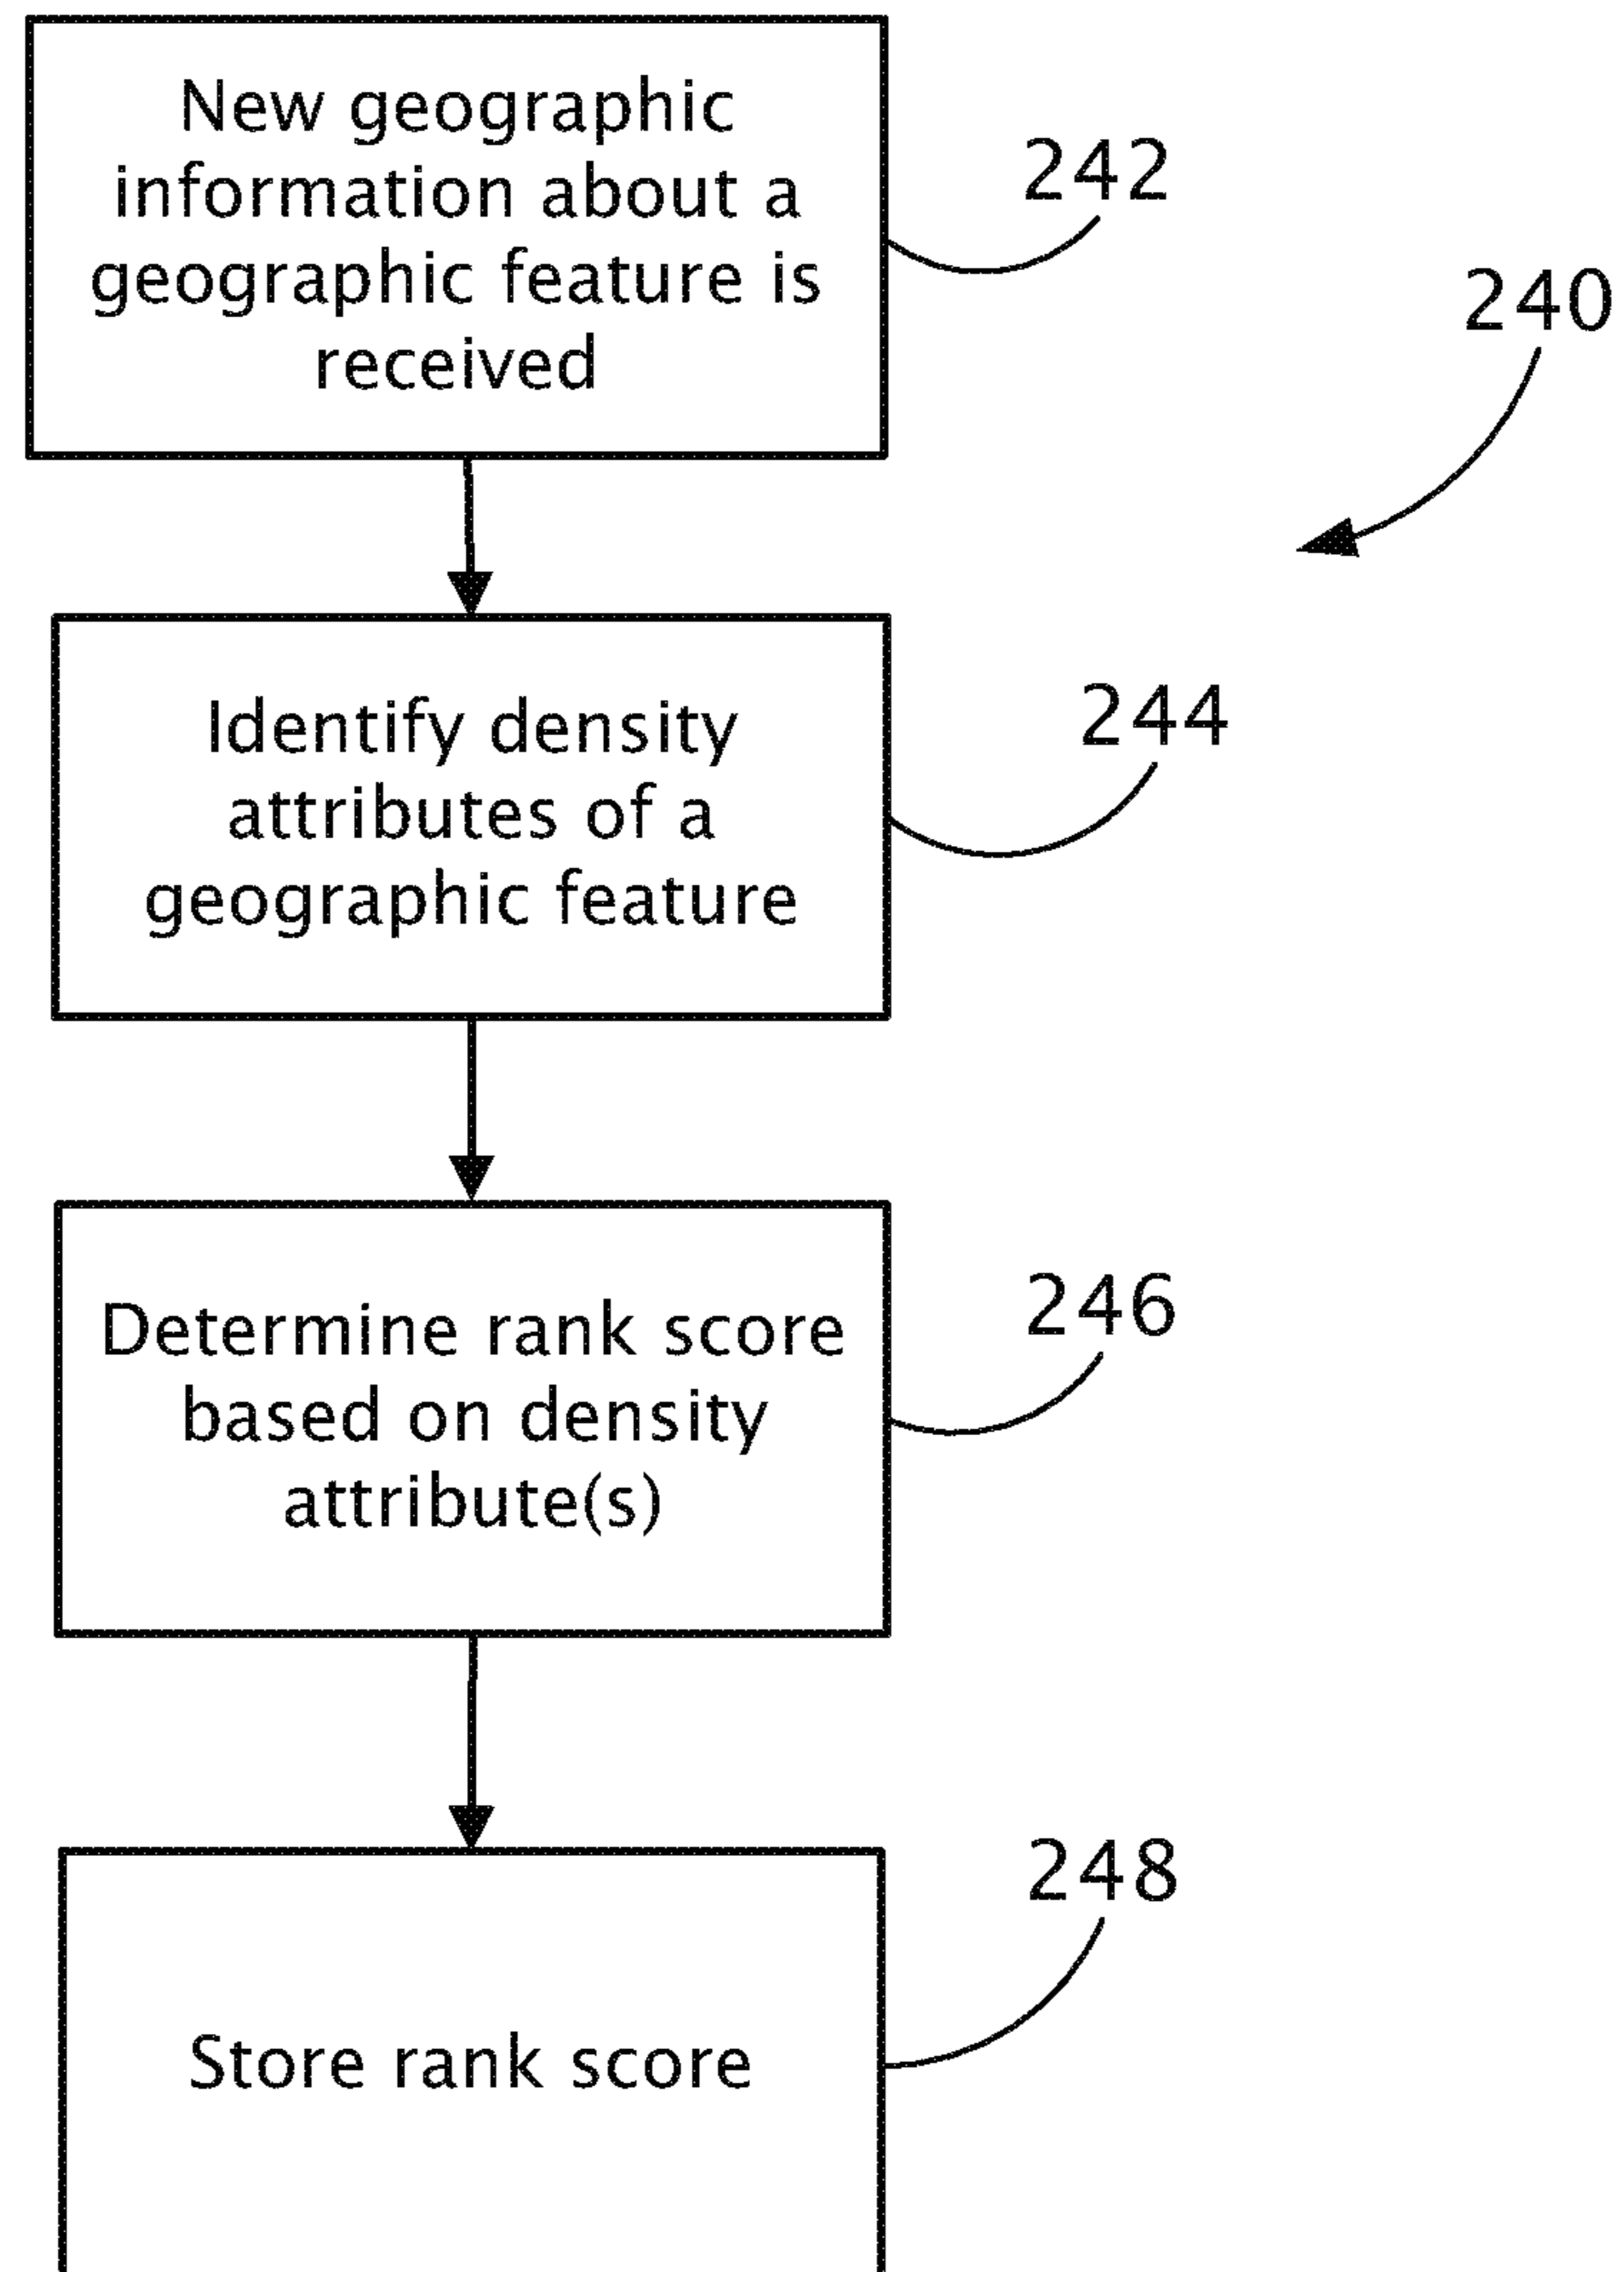 New geographic
information about a
geographic feature is
received
242
240
Identify density
attributes of a
geographic feature
244
Determine rank score
based on density
attribute(s)
246
Store rank score
248